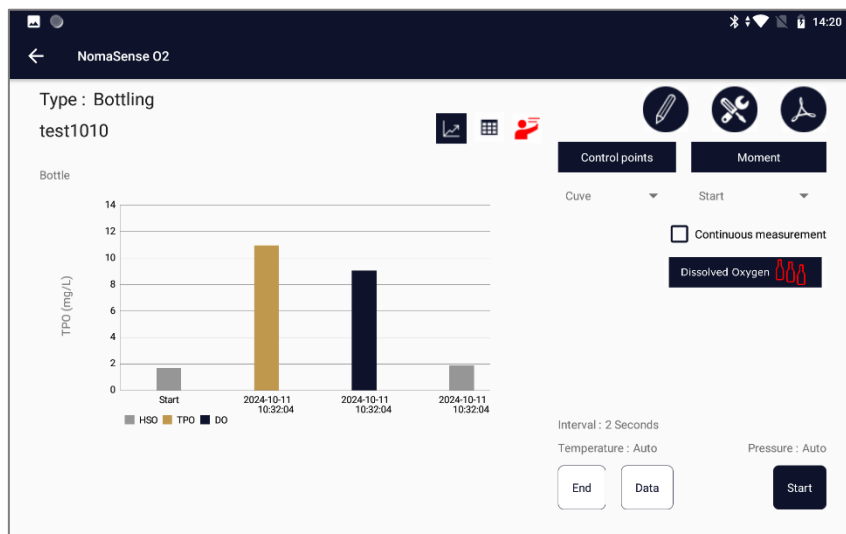 14:20
NomaSense O2
Type : Bottling
test1010
Control points
Moment
Bottle
Cuve
Start
Continuous measurement
Dissolved Oxygen
TPO (mg/L)
14
12
10
8
6
4
2
0
Start
2024-10-11
10:32:04
2024-10-11
10:32:04
2024-10-11
10:32:04
HSO
TPO
DO
Interval : 2 Seconds
Temperature : Auto
Pressure : Auto
End
Data
Start